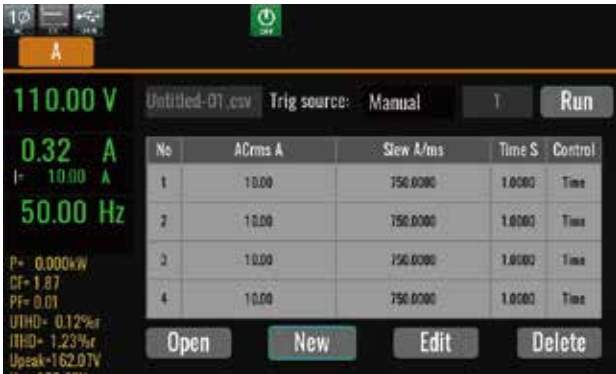 1Ø
OFF
A
110.00 V
Untitled-01.csv Trig source: Manual T Run
0.32 A
I= 10.00 A
50.00 Hz
No ACrms A Slew A/ms Time S Control
1 10.00 750.0000 1.0000 Time
2 10.00 750.0000 1.0000 Time
3 10.00 750.0000 1.0000 Time
4 10.00 750.0000 1.0000 Time
P= 0.000kW
CF= 1.87
PF= 0.01
UTHD= 0.12%r
ITHD= 1.23%r
Upeak=162.07V
Open New Edit Delete